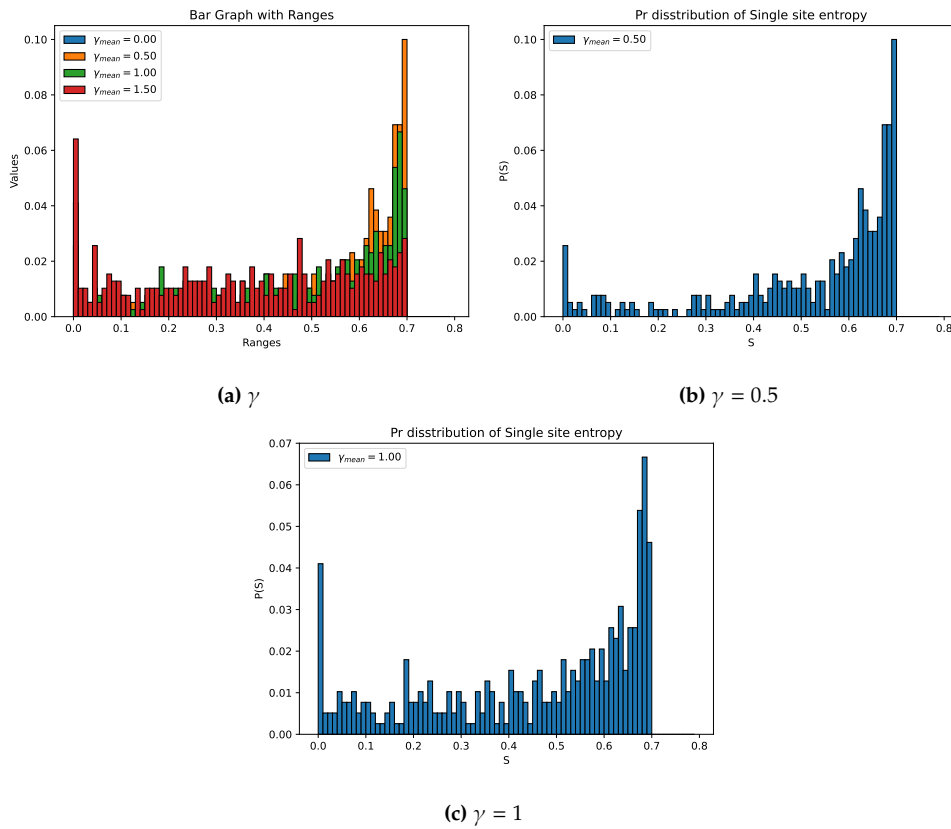 Bar Graph with Ranges
γmean = 0.00
γmean = 0.50
γmean = 1.00
γmean = 1.50
0.10
0.08
0.06
0.04
0.02
0.00
Values
0.0 0.1 0.2 0.3 0.4 0.5 0.6 0.7 0.8
Ranges
(a) γ
Pr disstribution of Single site entropy
γmean = 0.50
0.10
0.08
0.06
0.04
0.02
0.00
P(S)
0.0 0.1 0.2 0.3 0.4 0.5 0.6 0.7 0.8
S
(b) γ = 0.5
Pr disstribution of Single site entropy
γmean = 1.00
0.07
0.06
0.05
0.04
0.03
0.02
0.01
0.00
P(S)
0.0 0.1 0.2 0.3 0.4 0.5 0.6 0.7 0.8
S
(c) γ = 1